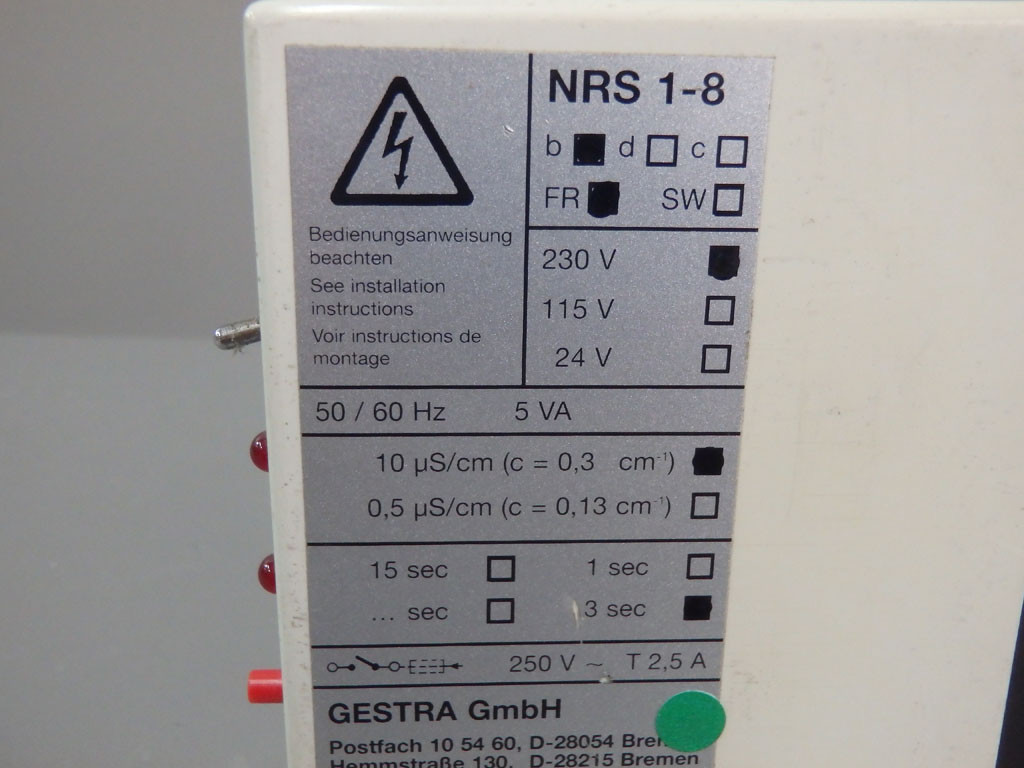 NRS 1-8
b ■ d □ c □
FR ■ SW □
Bedienungsanweisung
beachten
See installation
instructions
Voir instructions de
montage
230 V ■
115 V □
24 V □
50 / 60 Hz 5 VA
10 µS/cm (c = 0,3 cm⁻¹) ■
0,5 µS/cm (c = 0,13 cm⁻¹) □
15 sec □ 1 sec □
... sec □ 3 sec ■
250 V ~ T 2,5 A
GESTRA GmbH
Postfach 10 54 60, D-28054
Hemmstraße 130, D-28215 Bremen